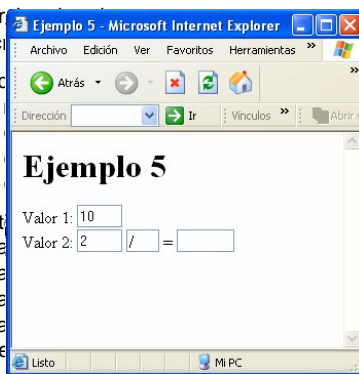 Ejemplo 5 - Microsoft Internet Explorer
Archivo Edición Ver Favoritos Herramientas »
Atrás »
Dirección Ir Vínculos » Abrir
Ejemplo 5
Valor 1: 10
Valor 2: 2 / =
Listo Mi PC